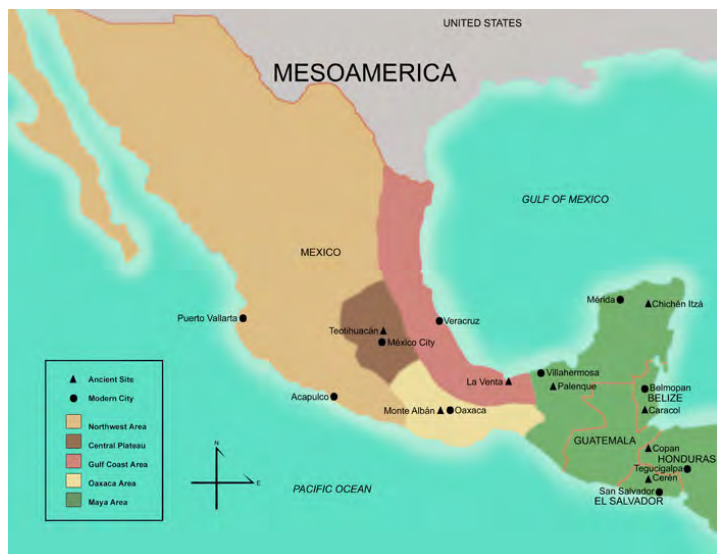 UNITED STATES
MESOAMERICA
GULF OF MEXICO
MEXICO
Mérida
Chichén Itzá
Puerto Vallarta
Veracruz
Teotihuacán
México City
Villahermosa
La Venta
Palenque
Belmopan
BELIZE
Acapulco
Monte Albán
Oaxaca
Caracol
GUATEMALA
Copan
HONDURAS
Tegucigalpa
Cerén
San Salvador
EL SALVADOR
PACIFIC OCEAN
N
E
Ancient Site
Modern City
Northwest Area
Central Plateau
Gulf Coast Area
Oaxaca Area
Maya Area